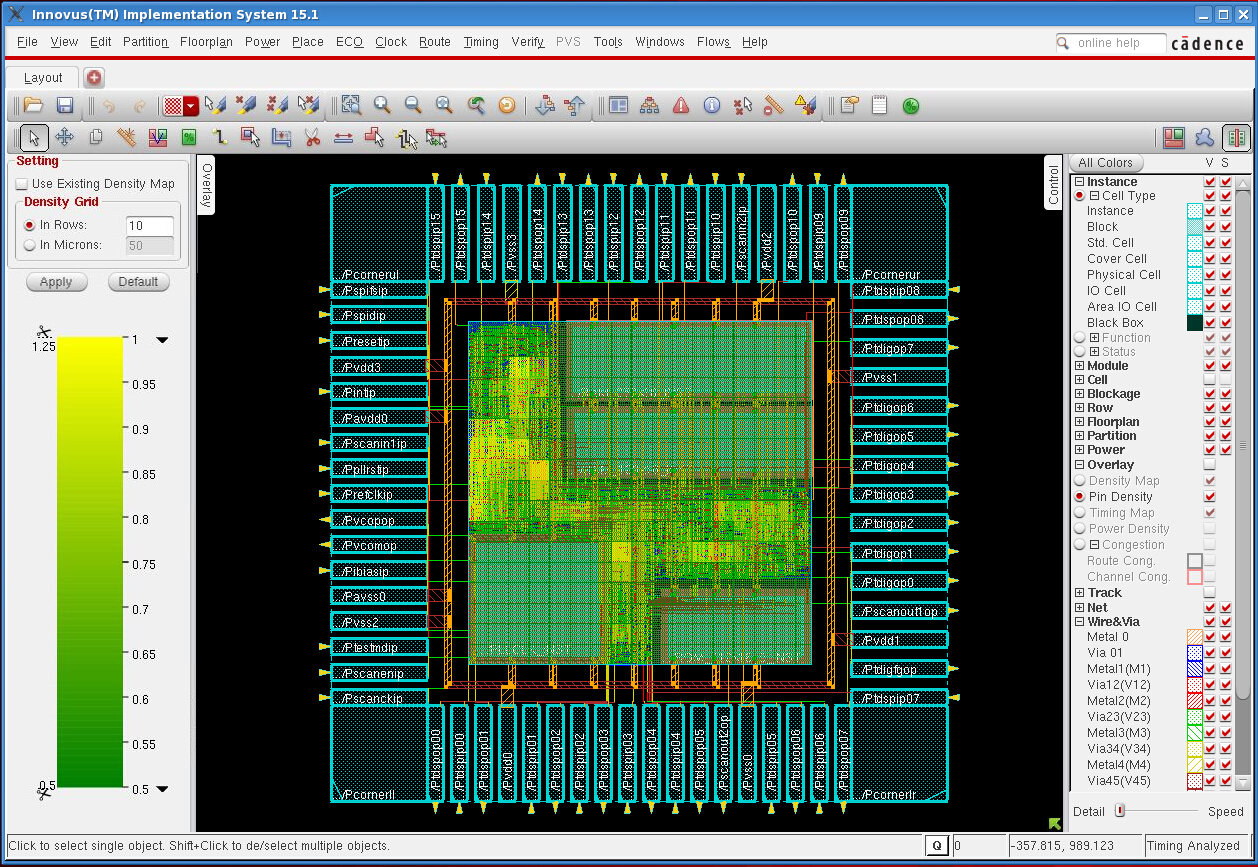 Innovus(TM) Implementation System 15.1
File View Edit Partition Floorplan Power Place ECO Clock Route Timing Verify PVS Tools Windows Flows Help
online help
cādence
Layout
Setting
Use Existing Density Map
Density Grid
In Rows: 10
In Microns: 50
Apply Default
1.25
1
0.95
0.9
0.85
0.8
0.75
0.7
0.65
0.6
0.55
0.5
0.5
Overlay
Control
../Pcornerul
../Ptdspip15
../Ptdspop15
../Ptdspip14
../Pvss3
../Ptdspop14
../Ptdspip13
../Ptdspop13
../Ptdspip12
../Ptdspop12
../Ptdspip11
../Ptdspop11
../Ptdspip10
../Pscanin2ip
../Pvdd2
../Ptdspop10
../Ptdspip09
../Ptdspop09
../Pcornerur
../Pspifsip
../Pspidip
../Presetip
../Pvdd3
../Pintip
../Pavdd0
../Pscanin1ip
../Ppllrstip
../Prefclkip
../Pvcopop
../Pvcomop
../Pibiasip
../Pavss0
../Pvss2
../Ptestmdip
../Pscanenip
../Pscanckip
../Ptdspip08
../Ptdspop08
../Ptdigop7
../Pvss1
../Ptdigop6
../Ptdigop5
../Ptdigop4
../Ptdigop3
../Ptdigop2
../Ptdigop1
../Ptdigop0
../Pscanout1op
../Pvdd1
../Ptdigfgop
../Ptdspip07
../Pcornerll
../Ptdspip00
../Ptdspop00
../Ptdspip01
../Pvdd0
../Ptdspop01
../Ptdspip02
../Ptdspop02
../Ptdspip03
../Ptdspop03
../Ptdspip04
../Ptdspop04
../Ptdspip05
../Pscanout2op
../Pvss0
../Ptdspop05
../Ptdspip06
../Ptdspop06
../Ptdspop07
../Pcornerlr
All Colors V S
Instance
Cell Type
Instance
Block
Std. Cell
Cover Cell
Physical Cell
IO Cell
Area IO Cell
Black Box
Function
Status
Module
Cell
Blockage
Row
Floorplan
Partition
Power
Overlay
Density Map
Pin Density
Timing Map
Power Density
Congestion
Route Cong.
Channel Cong.
Track
Net
Wire&Via
Metal 0
Via 01
Metal1(M1)
Via12(V12)
Metal2(M2)
Via23(V23)
Metal3(M3)
Via34(V34)
Metal4(M4)
Via45(V45)
Detail Speed
Click to select single object. Shift+Click to de/select multiple objects.
Q
0
-357.815, 989.123
Timing Analyzed